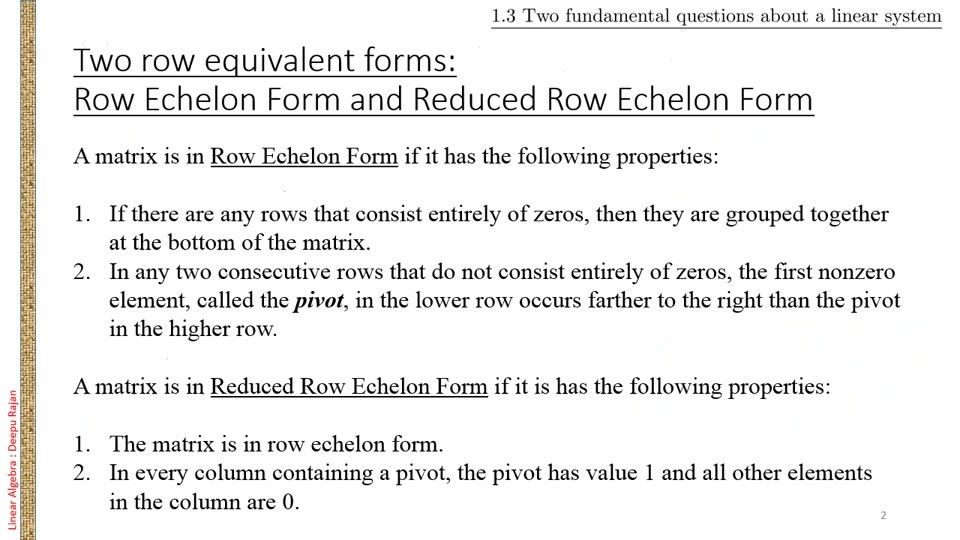 1.3 Two fundamental questions about a linear system
Two row equivalent forms:
Row Echelon Form and Reduced Row Echelon Form
A matrix is in Row Echelon Form if it has the following properties:
1. If there are any rows that consist entirely of zeros, then they are grouped together
at the bottom of the matrix.
2. In any two consecutive rows that do not consist entirely of zeros, the first nonzero
element, called the pivot, in the lower row occurs farther to the right than the pivot
in the higher row.
A matrix is in Reduced Row Echelon Form if it is has the following properties:
1. The matrix is in row echelon form.
2. In every column containing a pivot, the pivot has value 1 and all other elements
in the column are 0.
Linear Algebra : Deepu Rajan
2